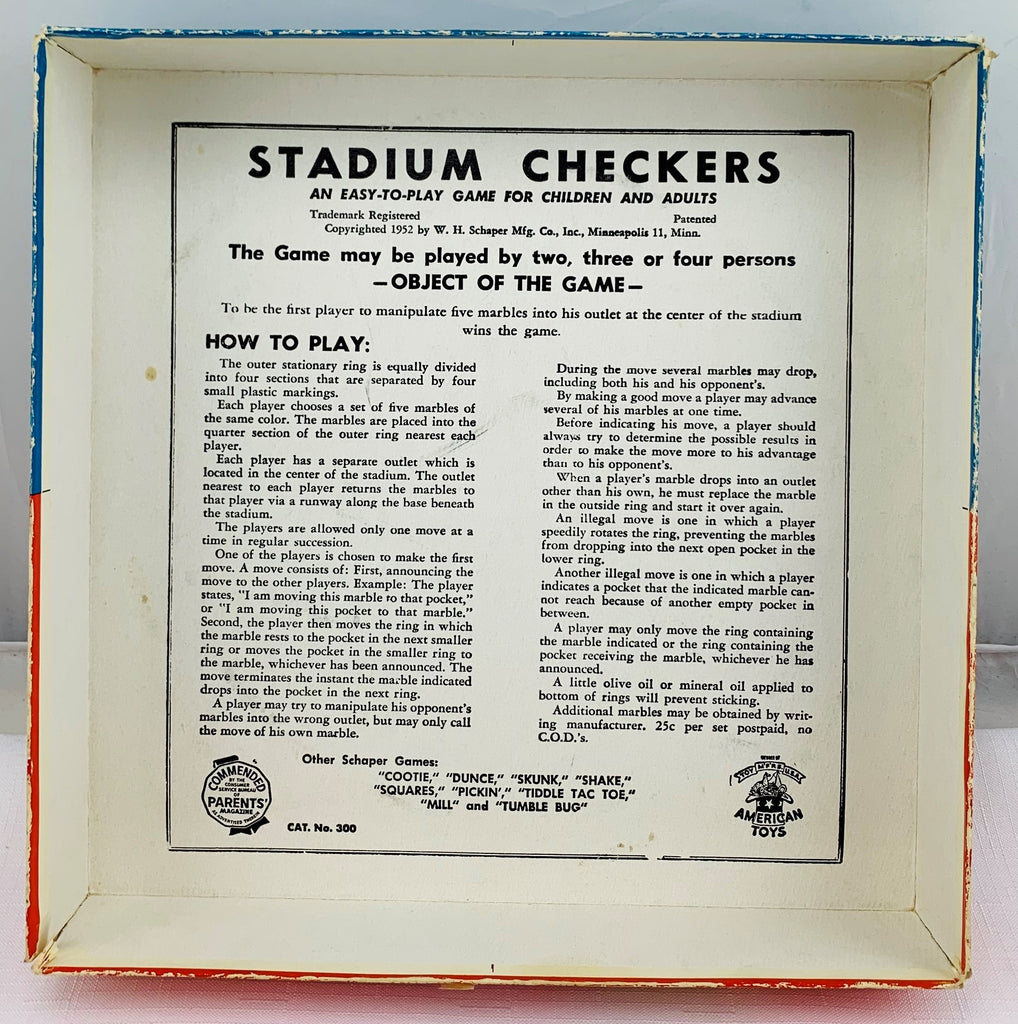 STADIUM CHECKERS
AN EASY-TO-PLAY GAME FOR CHILDREN AND ADULTS
Trademark Registered Patented
Copyrighted 1952 by W. H. Schaper Mfg. Co., Inc., Minneapolis 11, Minn.
The Game may be played by two, three or four persons
—OBJECT OF THE GAME—
To be the first player to manipulate five marbles into his outlet at the center of the stadium
wins the game.
HOW TO PLAY:
The outer stationary ring is equally divided
into four sections that are separated by four
small plastic markings.
Each player chooses a set of five marbles of
the same color. The marbles are placed into the
quarter section of the outer ring nearest each
player.
Each player has a separate outlet which is
located in the center of the stadium. The outlet
nearest to each player returns the marbles to
that player via a runway along the base beneath
the stadium.
The players are allowed only one move at a
time in regular succession.
One of the players is chosen to make the first
move. A move consists of: First, announcing the
move to the other players. Example: The player
states, "I am moving this marble to that pocket,"
or "I am moving this pocket to that marble."
Second, the player then moves the ring in which
the marble rests to the pocket in the next smaller
ring or moves the pocket in the smaller ring to
the marble, whichever has been announced. The
move terminates the instant the marble indicated
drops into the pocket in the next ring.
A player may try to manipulate his opponent's
marbles into the wrong outlet, but may only call
the move of his own marble.
During the move several marbles may drop,
including both his and his opponent's.
By making a good move a player may advance
several of his marbles at one time.
Before indicating his move, a player should
always try to determine the possible results in
order to make the move more to his advantage
than to his opponent's.
When a player's marble drops into an outlet
other than his own, he must replace the marble
in the outside ring and start it over again.
An illegal move is one in which a player
speedily rotates the ring, preventing the marbles
from dropping into the next open pocket in the
lower ring.
Another illegal move is one in which a player
indicates a pocket that the indicated marble can-
not reach because of another empty pocket in
between.
A player may only move the ring containing
the marble indicated or the ring containing the
pocket receiving the marble, whichever he has
announced.
A little olive oil or mineral oil applied to
bottom of rings will prevent sticking.
Additional marbles may be obtained by writ-
ing manufacturer. 25c per set postpaid, no
C.O.D.'s.
Other Schaper Games:
"COOTIE," "DUNCE," "SKUNK," "SHAKE,"
"SQUARES," "PICKIN'," "TIDDLE TAC TOE,"
"MILL" and "TUMBLE BUG"
CAT. No. 300
COMMENDED
BY THE
CONSUMER
SERVICE BUREAU
OF
PARENTS'
MAGAZINE
AS ADVERTISED THEREIN
TOY M'F'RS U.S.A.
AMERICAN
TOYS